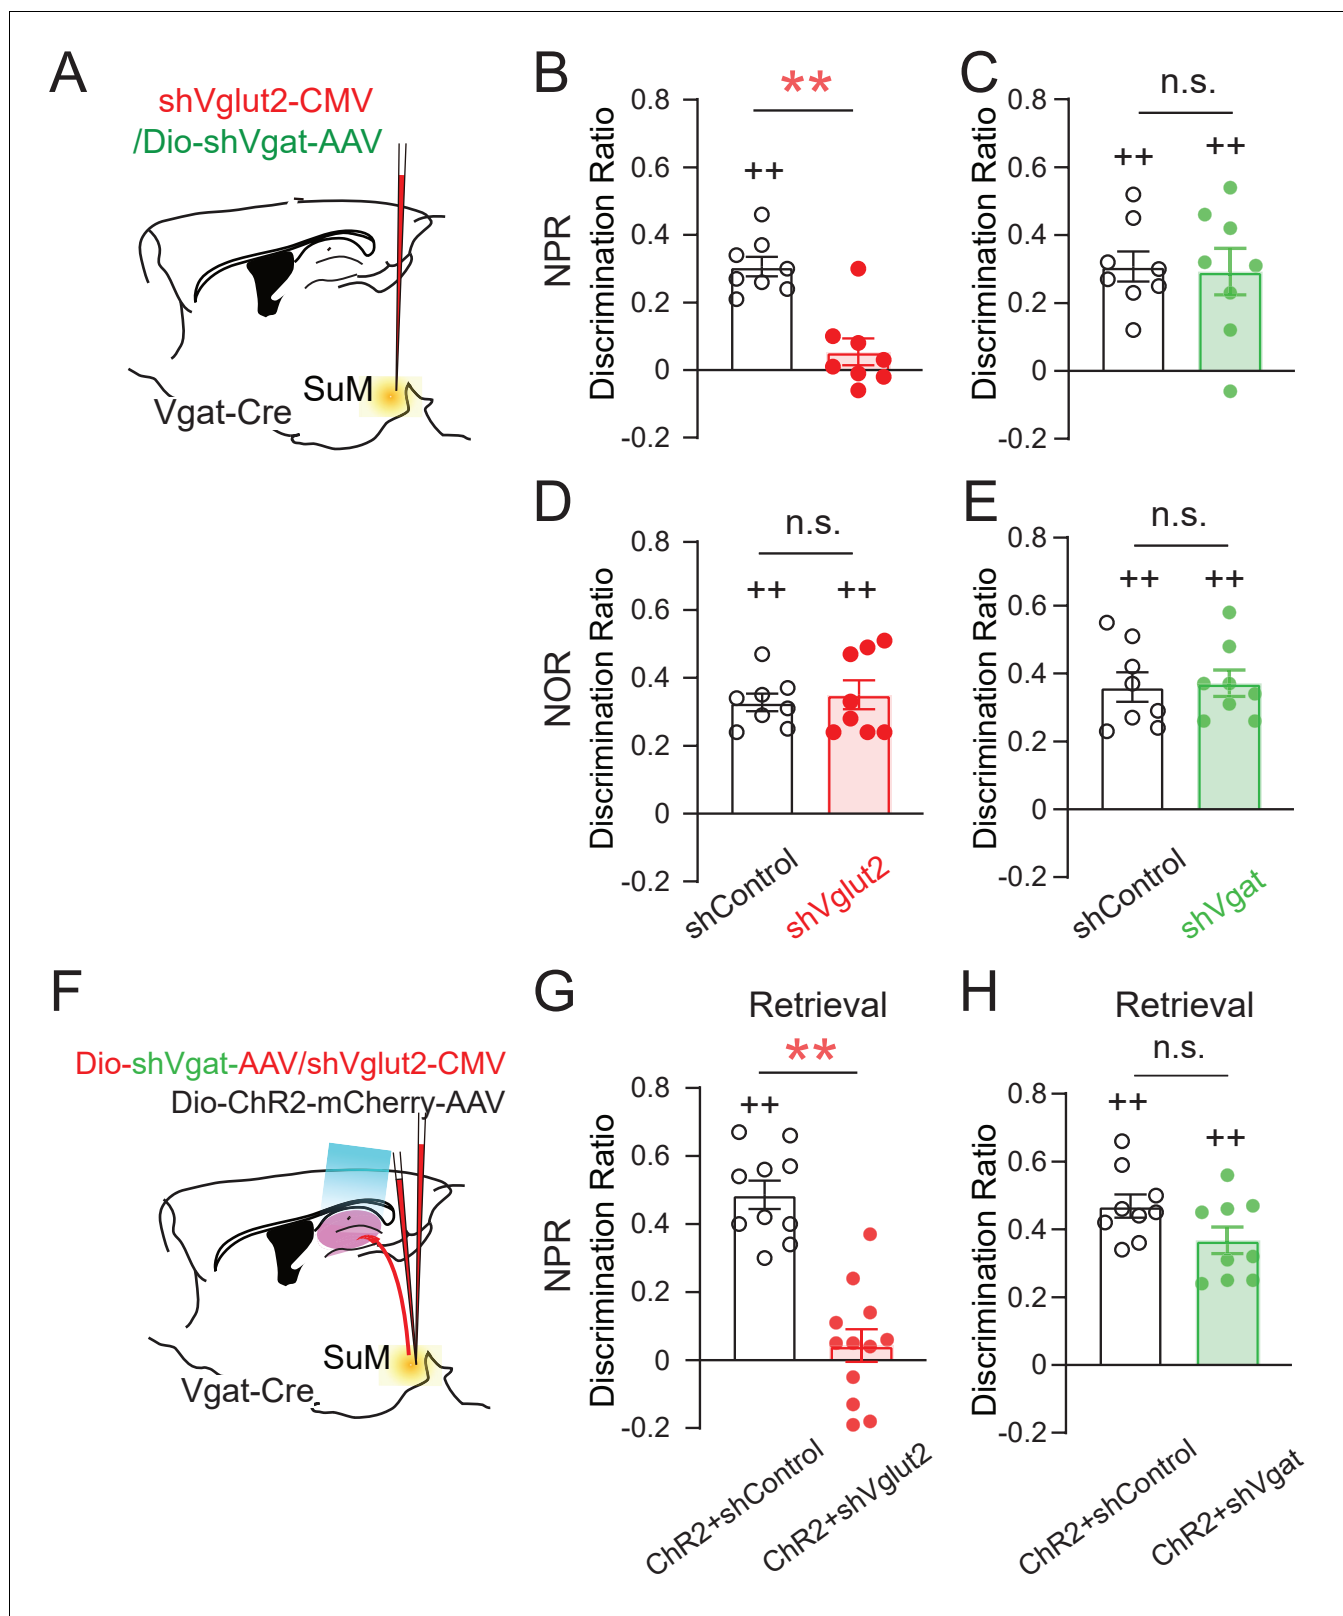 A
shVglut2-CMV
/Dio-shVgat-AAV
SuM
Vgat-Cre
B
**
++
NPR
Discrimination Ratio
0.8
0.6
0.4
0.2
0
-0.2
C
n.s.
++
++
Discrimination Ratio
0.8
0.6
0.4
0.2
0
-0.2
D
n.s.
++
++
NOR
Discrimination Ratio
0.8
0.6
0.4
0.2
0
-0.2
shControl
shVglut2
E
n.s.
++
++
Discrimination Ratio
0.8
0.6
0.4
0.2
0
-0.2
shControl
shVgat
F
Dio-shVgat-AAV/shVglut2-CMV
Dio-ChR2-mCherry-AAV
SuM
Vgat-Cre
G
Retrieval
**
++
NPR
Discrimination Ratio
0.8
0.6
0.4
0.2
0
-0.2
ChR2+shControl
ChR2+shVglut2
H
Retrieval
n.s.
++
++
Discrimination Ratio
0.8
0.6
0.4
0.2
0
-0.2
ChR2+shControl
ChR2+shVgat